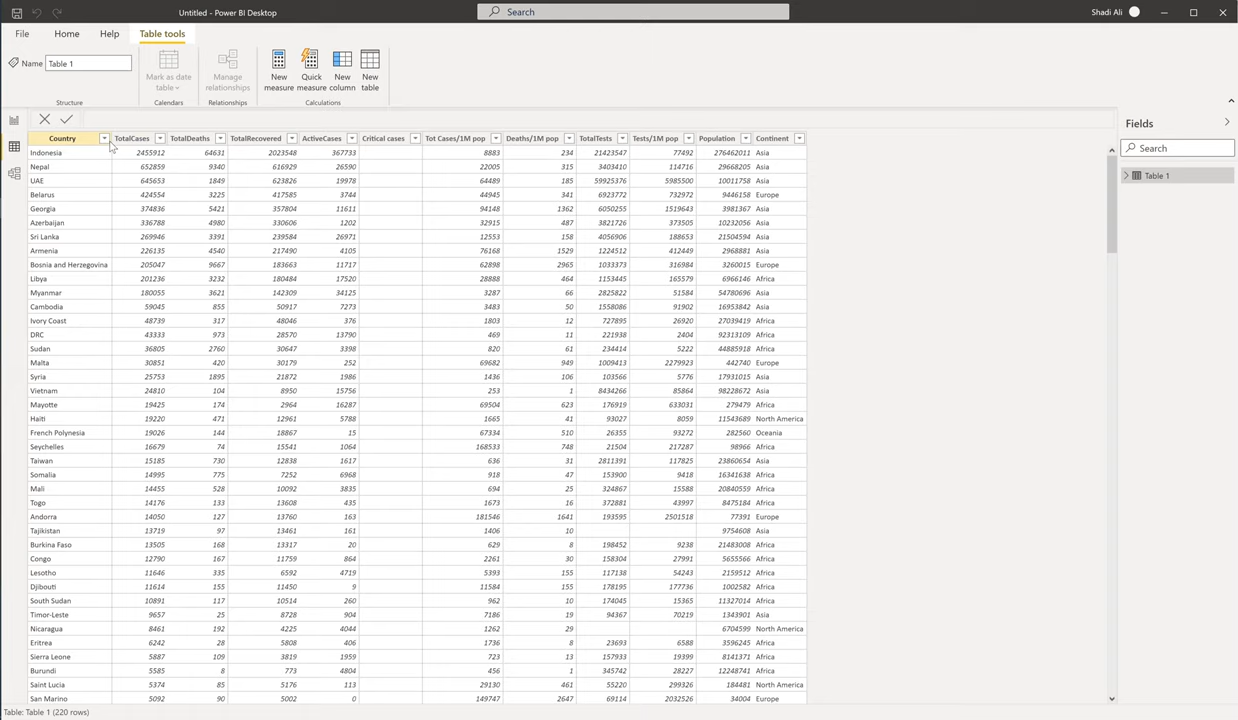 Untitled - Power BI Desktop
Search
Shadi Ali
File Home Help Table tools
Name Table 1
Mark as date table
Manage relationships
New measure
Quick measure
New column
New table
Structure Calendars Relationships Calculations
Country TotalCases TotalDeaths TotalRecovered ActiveCases Critical cases Tot Cases/1M pop Deaths/1M pop TotalTests Tests/1M pop Population Continent
Indonesia 2455912 64631 2023548 367733 8883 234 21423547 77492 276462011 Asia
Nepal 652859 9340 616929 26590 22005 315 3403410 114716 29668205 Asia
UAE 645653 1849 623826 19978 64489 185 59925376 5985500 10011758 Asia
Belarus 424554 3225 417585 3744 44945 341 6923772 732972 9446158 Europe
Georgia 374836 5421 357804 11611 94148 1362 6050255 1519643 3981367 Asia
Azerbaijan 336788 4980 330606 1202 32915 487 3821726 373505 10232056 Asia
Sri Lanka 269946 3391 239584 26971 12553 158 4056906 188653 21504594 Asia
Armenia 226135 4540 217490 4105 76168 1529 1224512 412449 2968881 Asia
Bosnia and Herzegovina 205047 9667 183663 11717 62898 2965 1033373 316984 3260015 Europe
Libya 201236 3232 180484 17520 28888 464 1153445 165579 6966146 Africa
Myanmar 180055 3621 142309 34125 3287 66 2825822 51584 54780696 Asia
Cambodia 59045 855 50917 7273 3483 50 1558086 91902 16953842 Asia
Ivory Coast 48739 317 48046 376 1803 12 727895 26920 27039419 Africa
DRC 43333 973 28570 13790 469 11 221938 2404 92313109 Africa
Sudan 36805 2760 30647 3398 820 61 234414 5222 44885918 Africa
Malta 30851 420 30179 252 69682 949 1009413 2279923 442740 Europe
Syria 25753 1895 21872 1986 1436 106 103566 5776 17931015 Asia
Vietnam 24810 104 8950 15756 253 1 8434266 85864 98228672 Asia
Mayotte 19425 174 2964 16287 69504 623 176919 633031 279479 Africa
Haiti 19220 471 12961 5788 1665 41 93027 8059 11543689 North America
French Polynesia 19026 144 18867 15 67334 510 26355 93272 282560 Oceania
Seychelles 16679 74 15541 1064 168533 748 21504 217287 98966 Africa
Taiwan 15185 730 12838 1617 636 31 2811391 117825 23860654 Asia
Somalia 14995 775 7252 6968 918 47 153900 9418 16341638 Africa
Mali 14455 528 10092 3835 694 25 324867 15588 20840559 Africa
Togo 14176 133 13608 435 1673 16 372881 43997 8475184 Africa
Andorra 14050 127 13760 163 181546 1641 193595 2501518 77391 Europe
Tajikistan 13719 97 13461 161 1406 10 9754608 Asia
Burkina Faso 13505 168 13317 20 629 8 198452 9238 21483008 Africa
Congo 12790 167 11759 864 2261 30 158304 27991 5655566 Africa
Lesotho 11646 335 6592 4719 5393 155 117138 54243 2159512 Africa
Djibouti 11614 155 11450 9 11584 155 178195 177736 1002582 Africa
South Sudan 10891 117 10514 260 962 10 174045 15365 11327014 Africa
Timor-Leste 9657 25 8728 904 7186 19 94367 70219 1343901 Asia
Nicaragua 8461 192 4225 4044 1262 29 6704599 North America
Eritrea 6242 28 5808 406 1736 8 23693 6588 3596245 Africa
Sierra Leone 5887 109 3819 1959 723 13 157933 19399 8141371 Africa
Burundi 5585 8 773 4804 456 1 345742 28227 12248741 Africa
Saint Lucia 5374 85 5176 113 29130 461 55220 299326 184481 North America
San Marino 5092 90 5002 0 149747 2647 69114 2032526 34004 Europe
Fields
Search
Table 1
Table: Table 1 (220 rows)